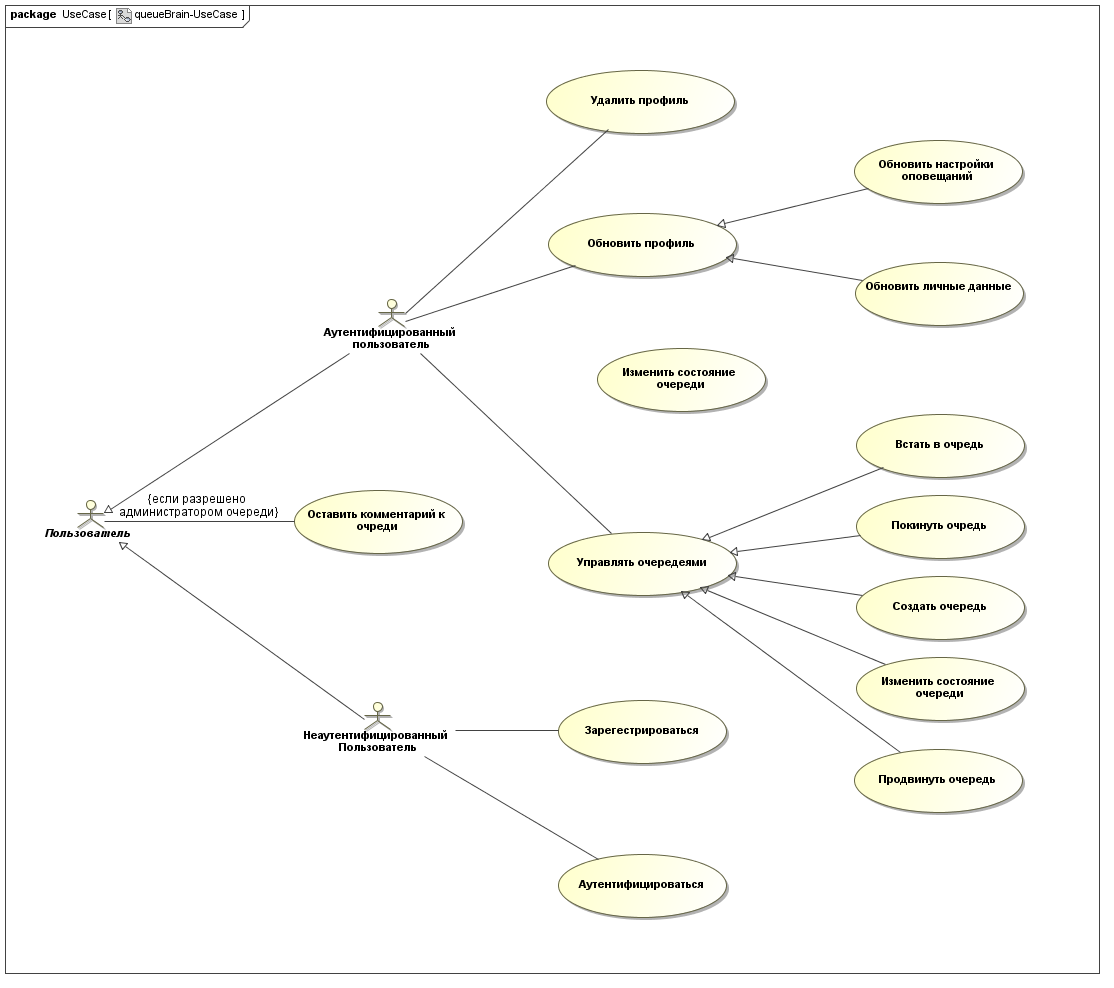 package UseCase[ queueBrain-UseCase ]
Удалить профиль
Обновить настройки
оповещаний
Обновить профиль
Обновить личные данные
Аутентифицированный
пользователь
Изменить состояние
очереди
Встать в очредь
{если разрешено
администратором очереди}
Пользователь
Оставить комментарий к
очреди
Покинуть очредь
Управлять очередеями
Создать очередь
Изменить состояние
очереди
Неаутентифицированный
Пользователь
Зарегестрироваться
Продвинуть очередь
Аутентифицироваться